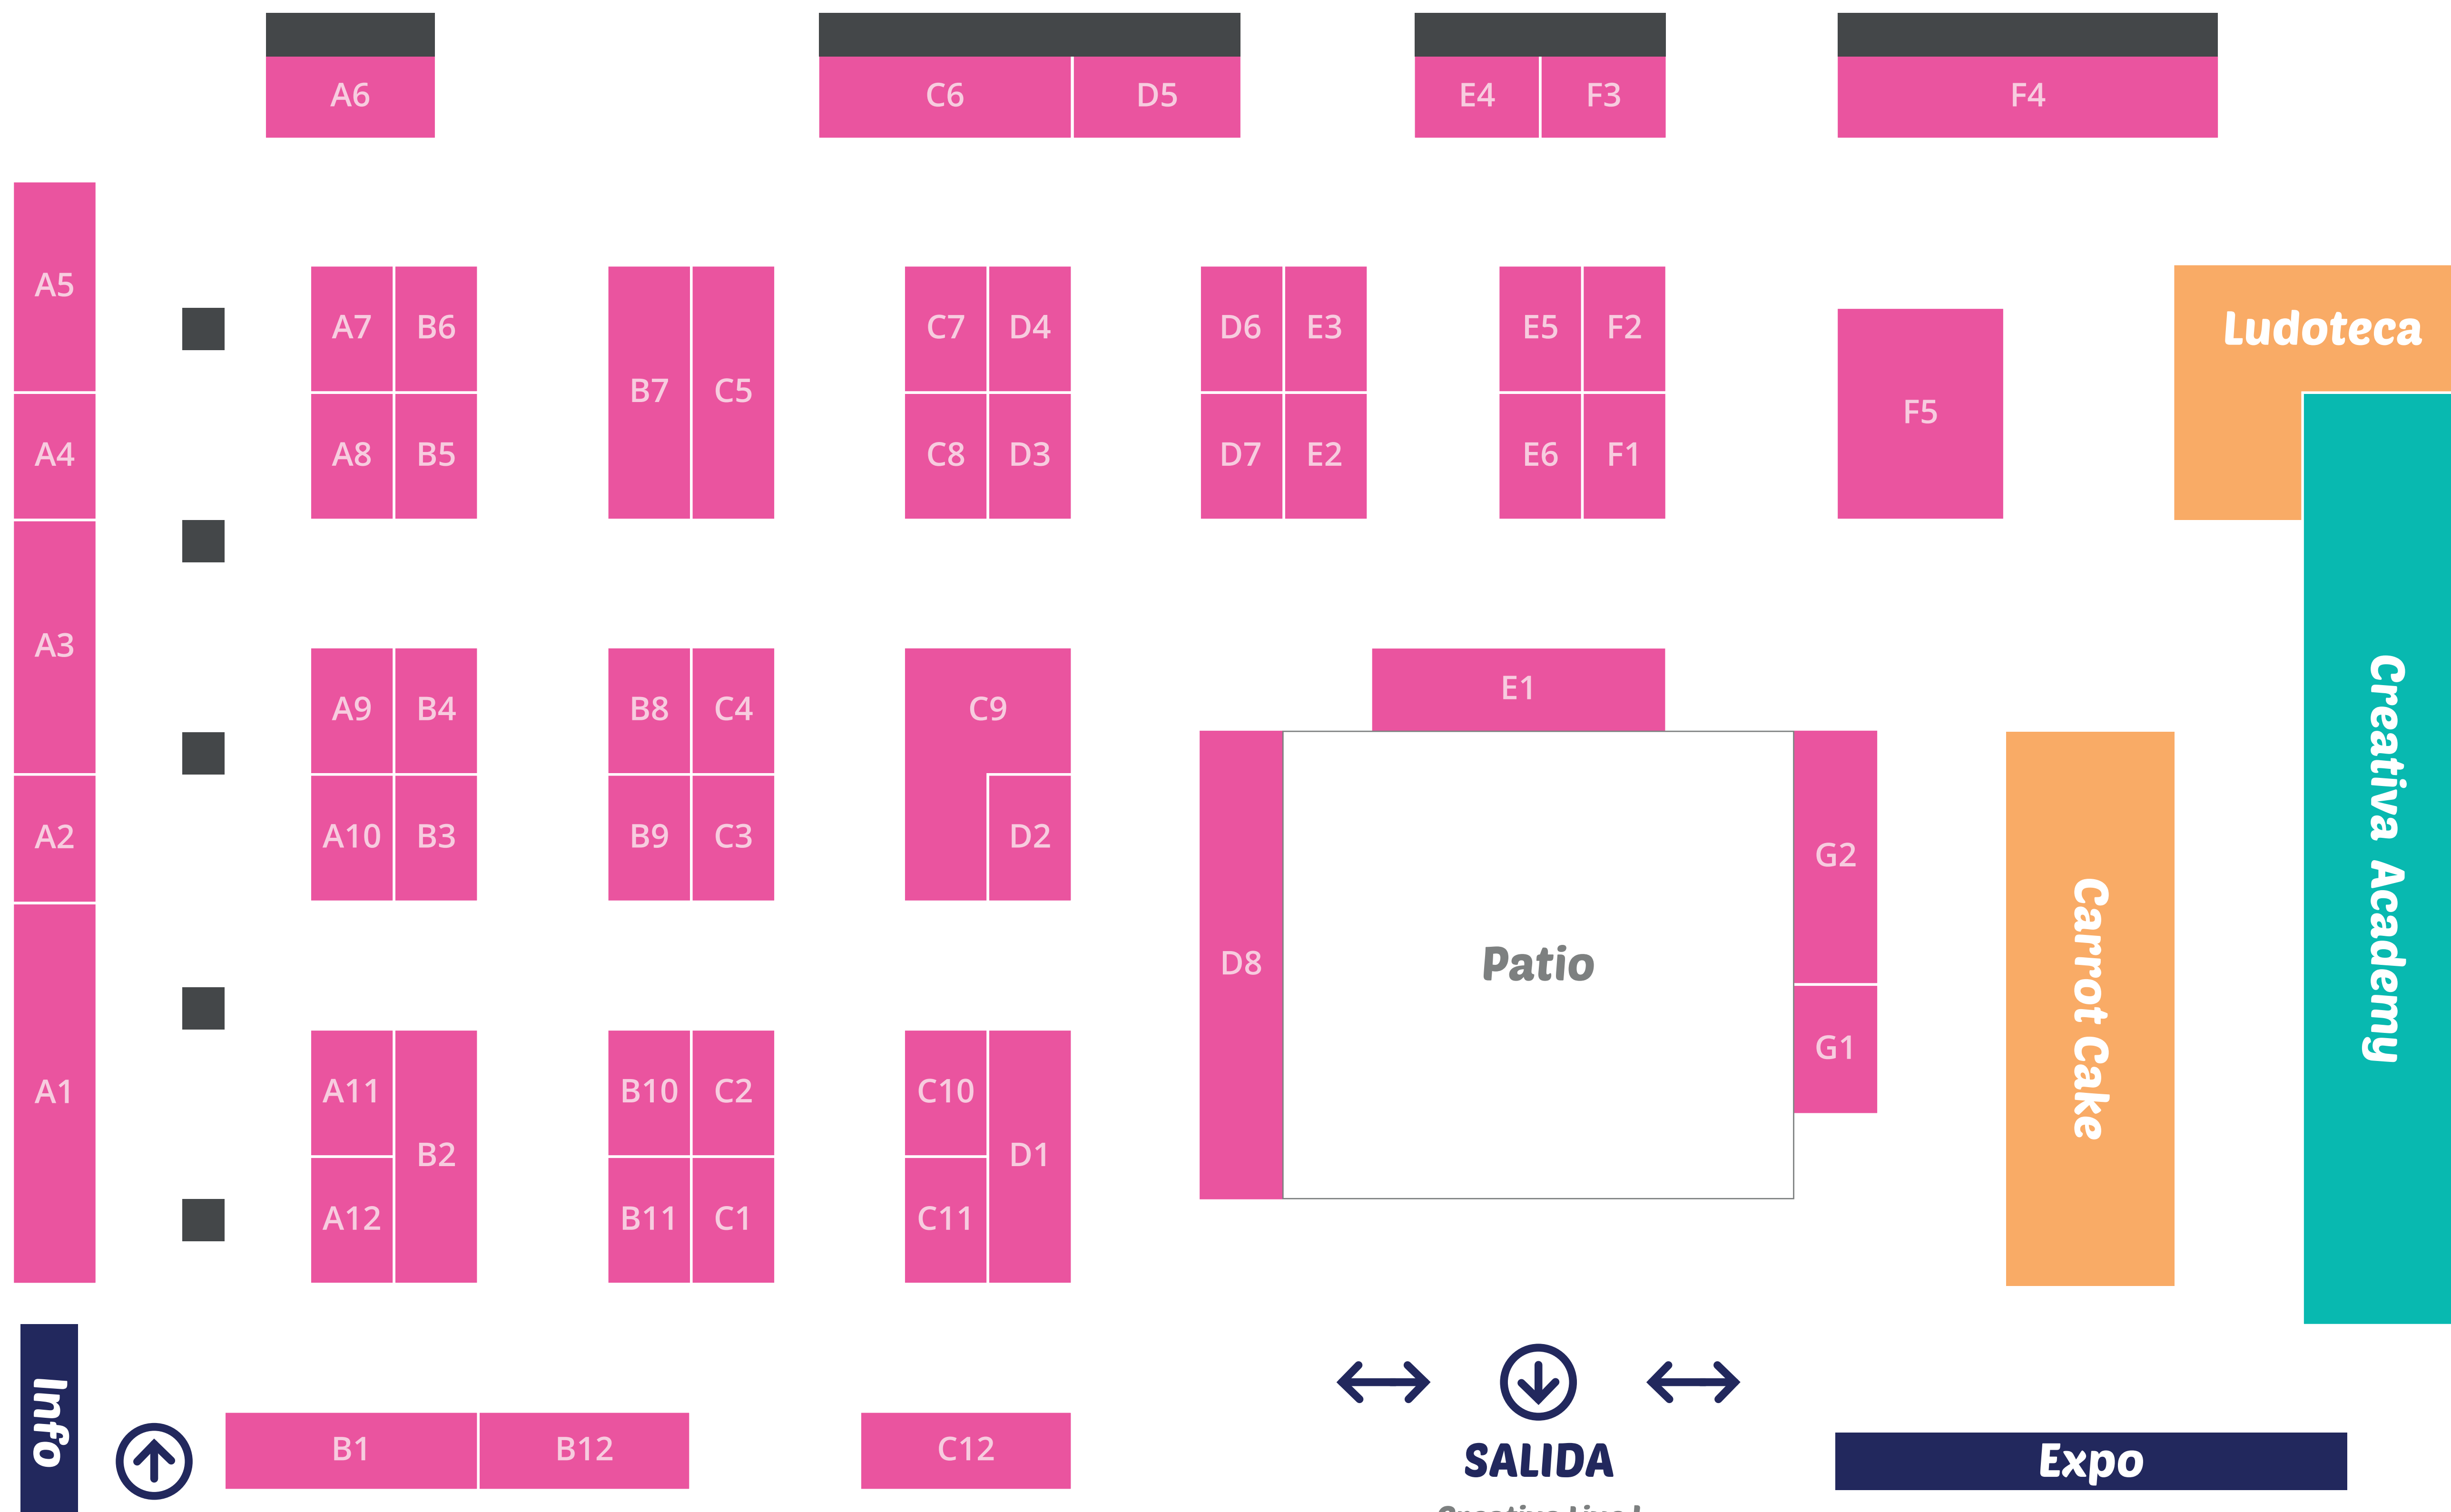 A6
C6
D5
E4
F3
F4
A5
A7
B6
B7
C5
C7
D4
D6
E3
E5
F2
F5
Ludoteca
A4
A8
B5
C8
D3
D7
E2
E6
F1
A3
A9
B4
B8
C4
C9
E1
A2
A10
B3
B9
C3
D2
D8
Patio
G2
G1
Carrot Cake
Creativa Academy
A1
A11
B2
B10
C2
C10
D1
A12
B11
C1
C11
Info
B1
B12
C12
SALIDA
Expo